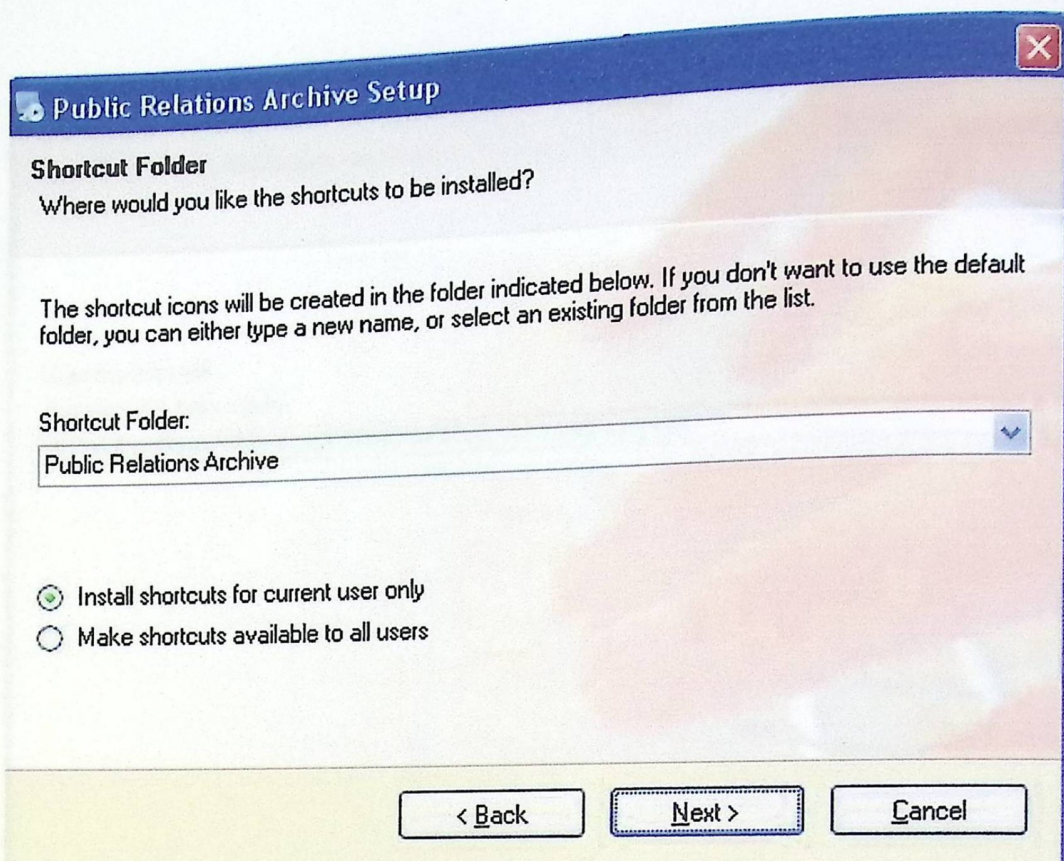 Public Relations Archive Setup
Shortcut Folder
Where would you like the shortcuts to be installed?
The shortcut icons will be created in the folder indicated below. If you don't want to use the default
folder, you can either type a new name, or select an existing folder from the list.
Shortcut Folder:
Public Relations Archive
Install shortcuts for current user only
Make shortcuts available to all users
< Back
Next >
Cancel